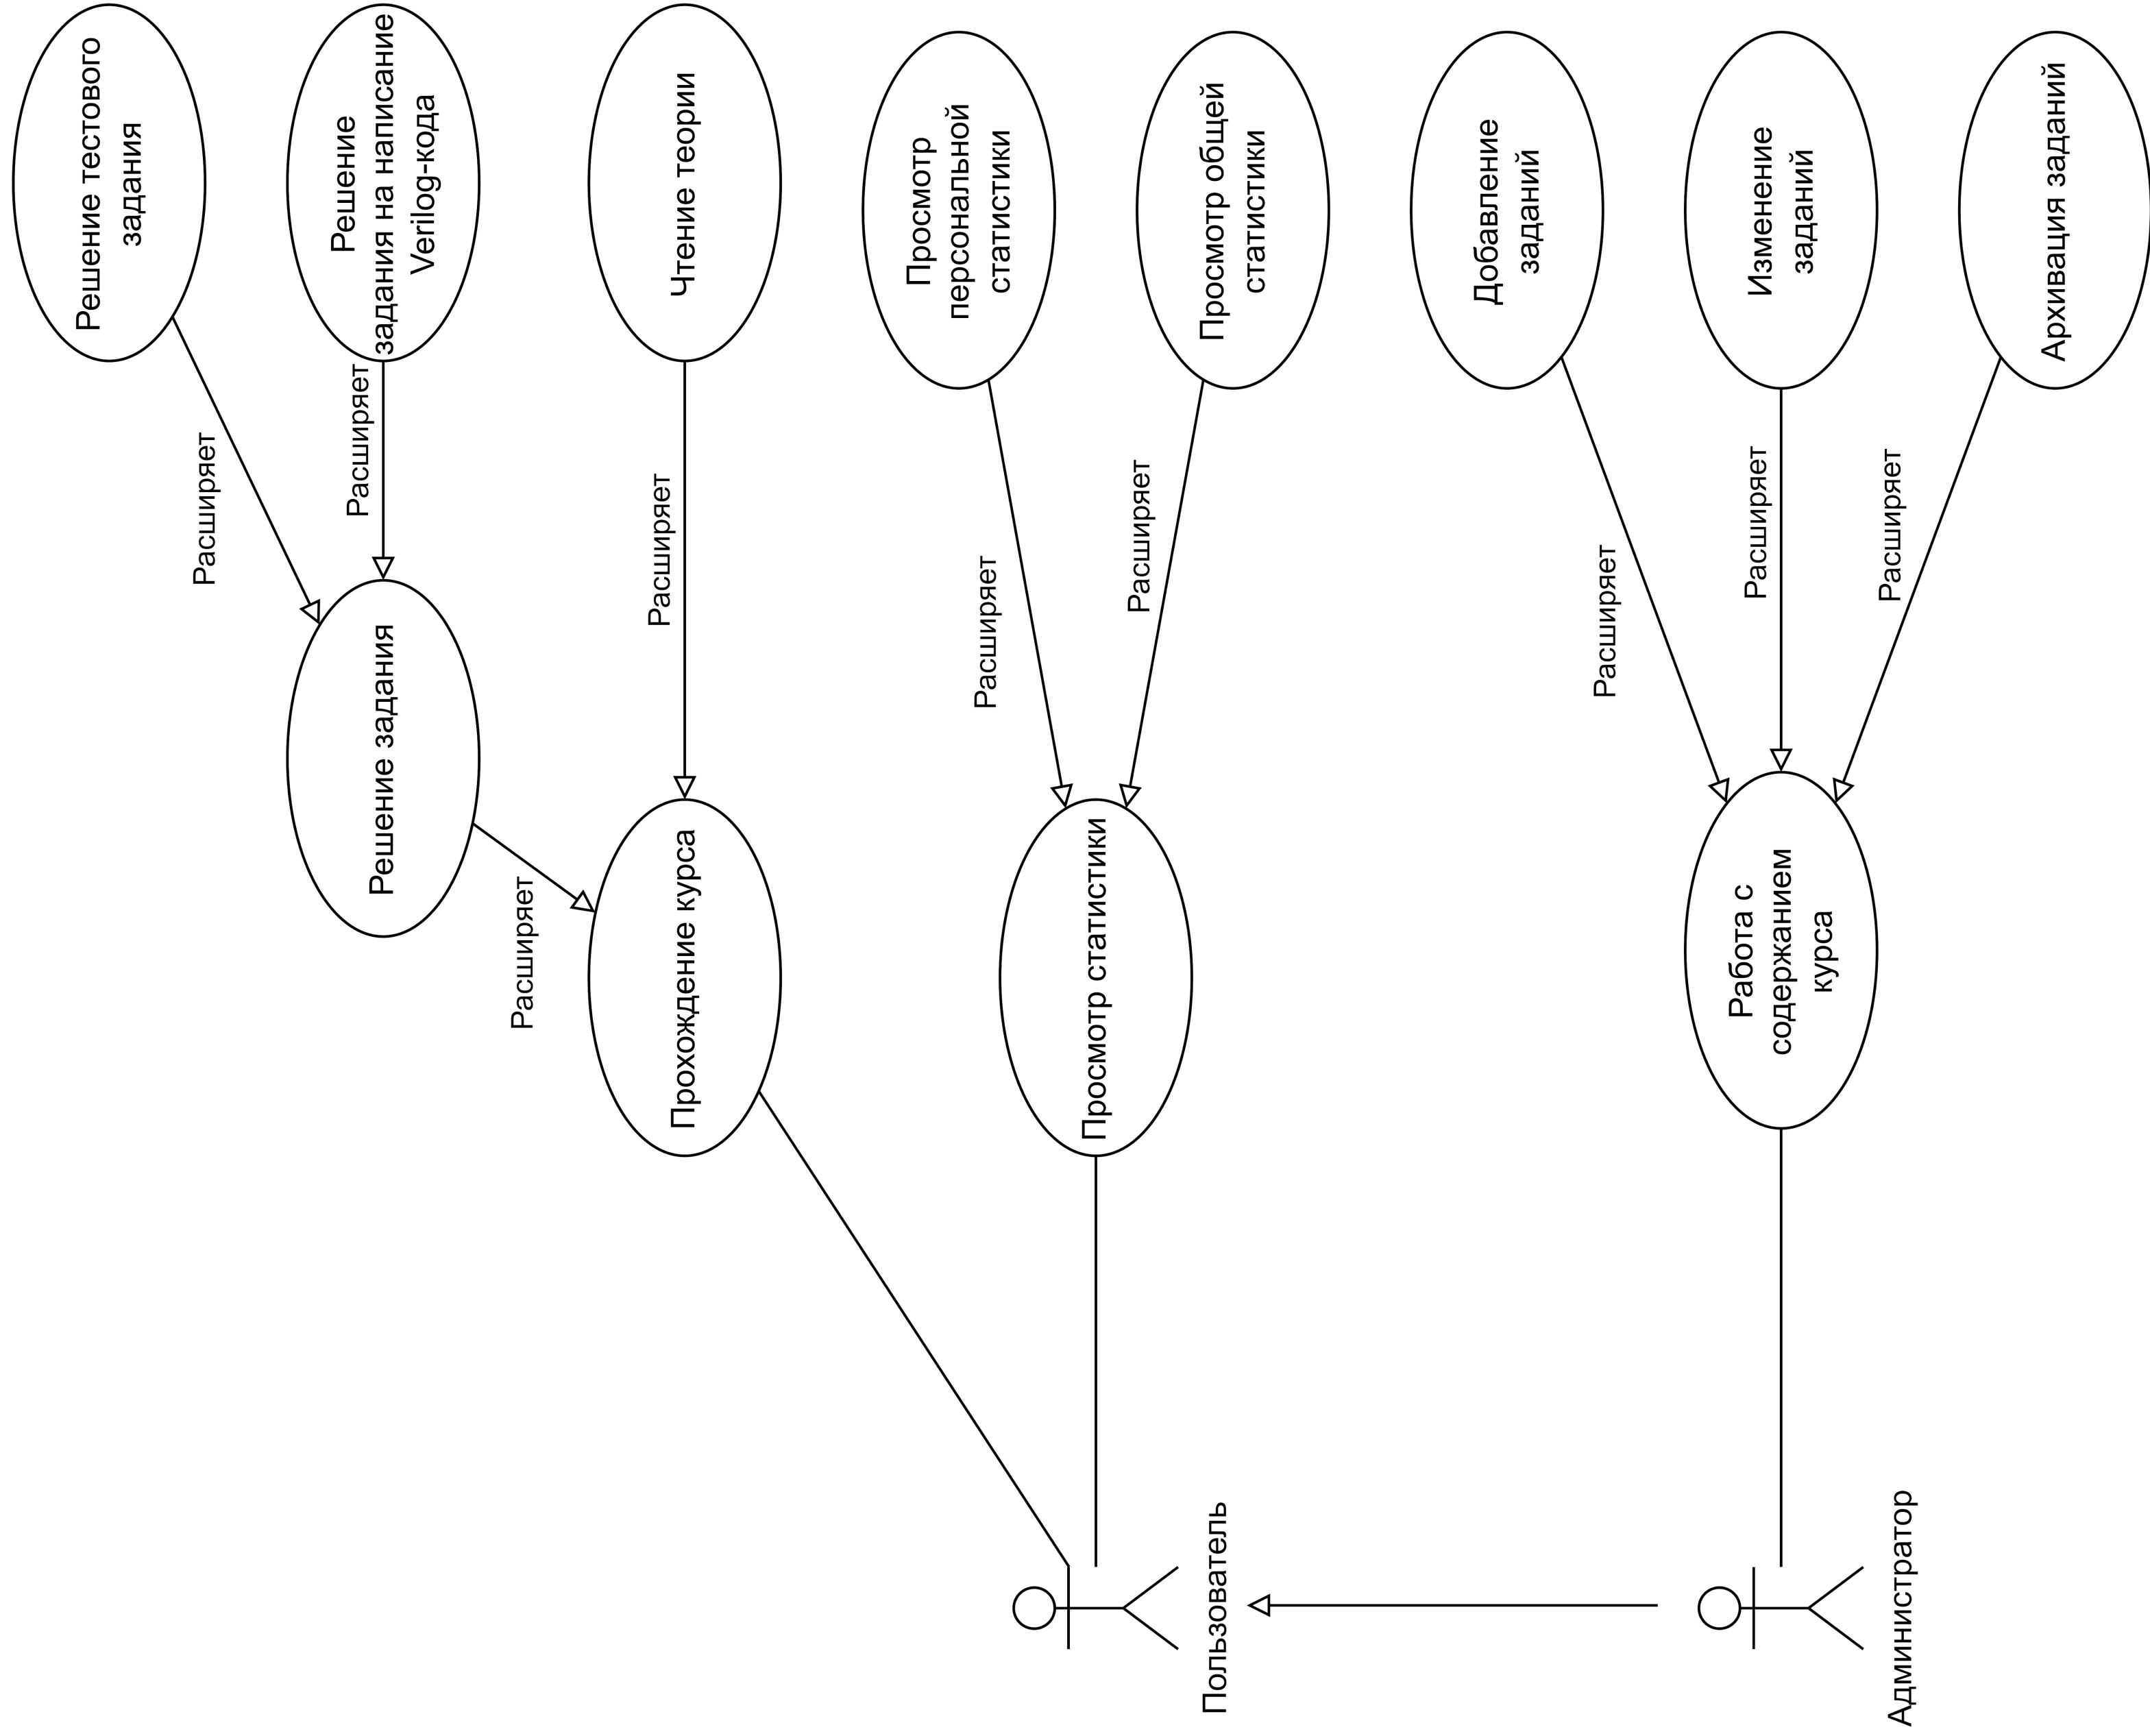 Решение тестового
задания
Расширяет
Решение
задания на написание
Verilog-кода
Расширяет
Решение задания
Расширяет
Чтение теории
Расширяет
Прохождение курса
Просмотр
персональной
статистики
Расширяет
Просмотр статистики
Просмотр общей
статистики
Расширяет
Пользователь
Добавление
заданий
Расширяет
Изменение
заданий
Расширяет
Работа с
содержанием
курса
Расширяет
Архивация заданий
Администратор